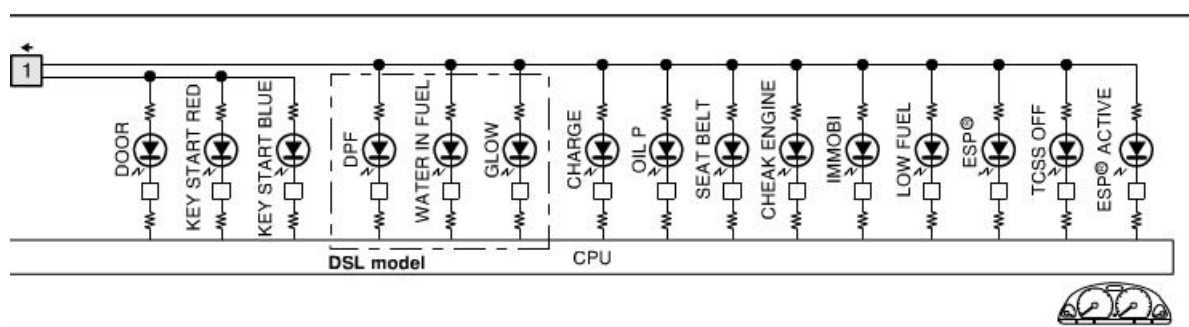 1
DOOR
KEY START RED
KEY START BLUE
DPF
WATER IN FUEL
GLOW
CHARGE
OIL P
SEAT BELT
CHEAK ENGINE
IMMOBI
LOW FUEL
ESP®
TCSS OFF
ESP® ACTIVE
DSL model
CPU